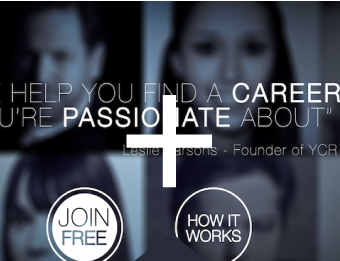 HELP YOU FIND A CAREER
U'RE PASSIONATE ABOUT"
Leslie Parsons - Founder of YCR
JOIN
FREE
HOW IT
WORKS